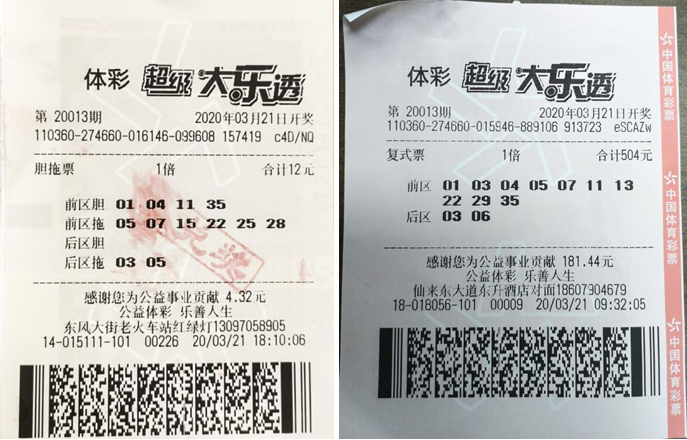 体彩 超级大乐透
第 20013期 2020年03月21日开奖
110360-274660-016146-099608 157419 c4D/NQ
胆拖票 1倍 合计12元
前区胆 01 04 11 35
前区拖 05 07 15 22 25 28
后区胆
后区拖 03 05
感谢您为公益事业贡献 4.32 元
公益体彩 乐善人生
东风大街老火车站红绿灯13097058905
14-015111-101 00226 20/03/21 18:10:06
体彩 超级大乐透
第 20013期 2020年03月21日开奖
110360-274660-015946-889106 913723 eSCAZw
复式票 1倍 合计504元
前区 01 03 04 05 07 11 13
22 29 35
后区 03 06
感谢您为公益事业贡献 181.44 元
公益体彩 乐善人生
仙来东大道东升酒店对面18607904679
18-018056-101 00009 20/03/21 09:32:05
中国体育彩票
中国体育彩票
中国体育彩票